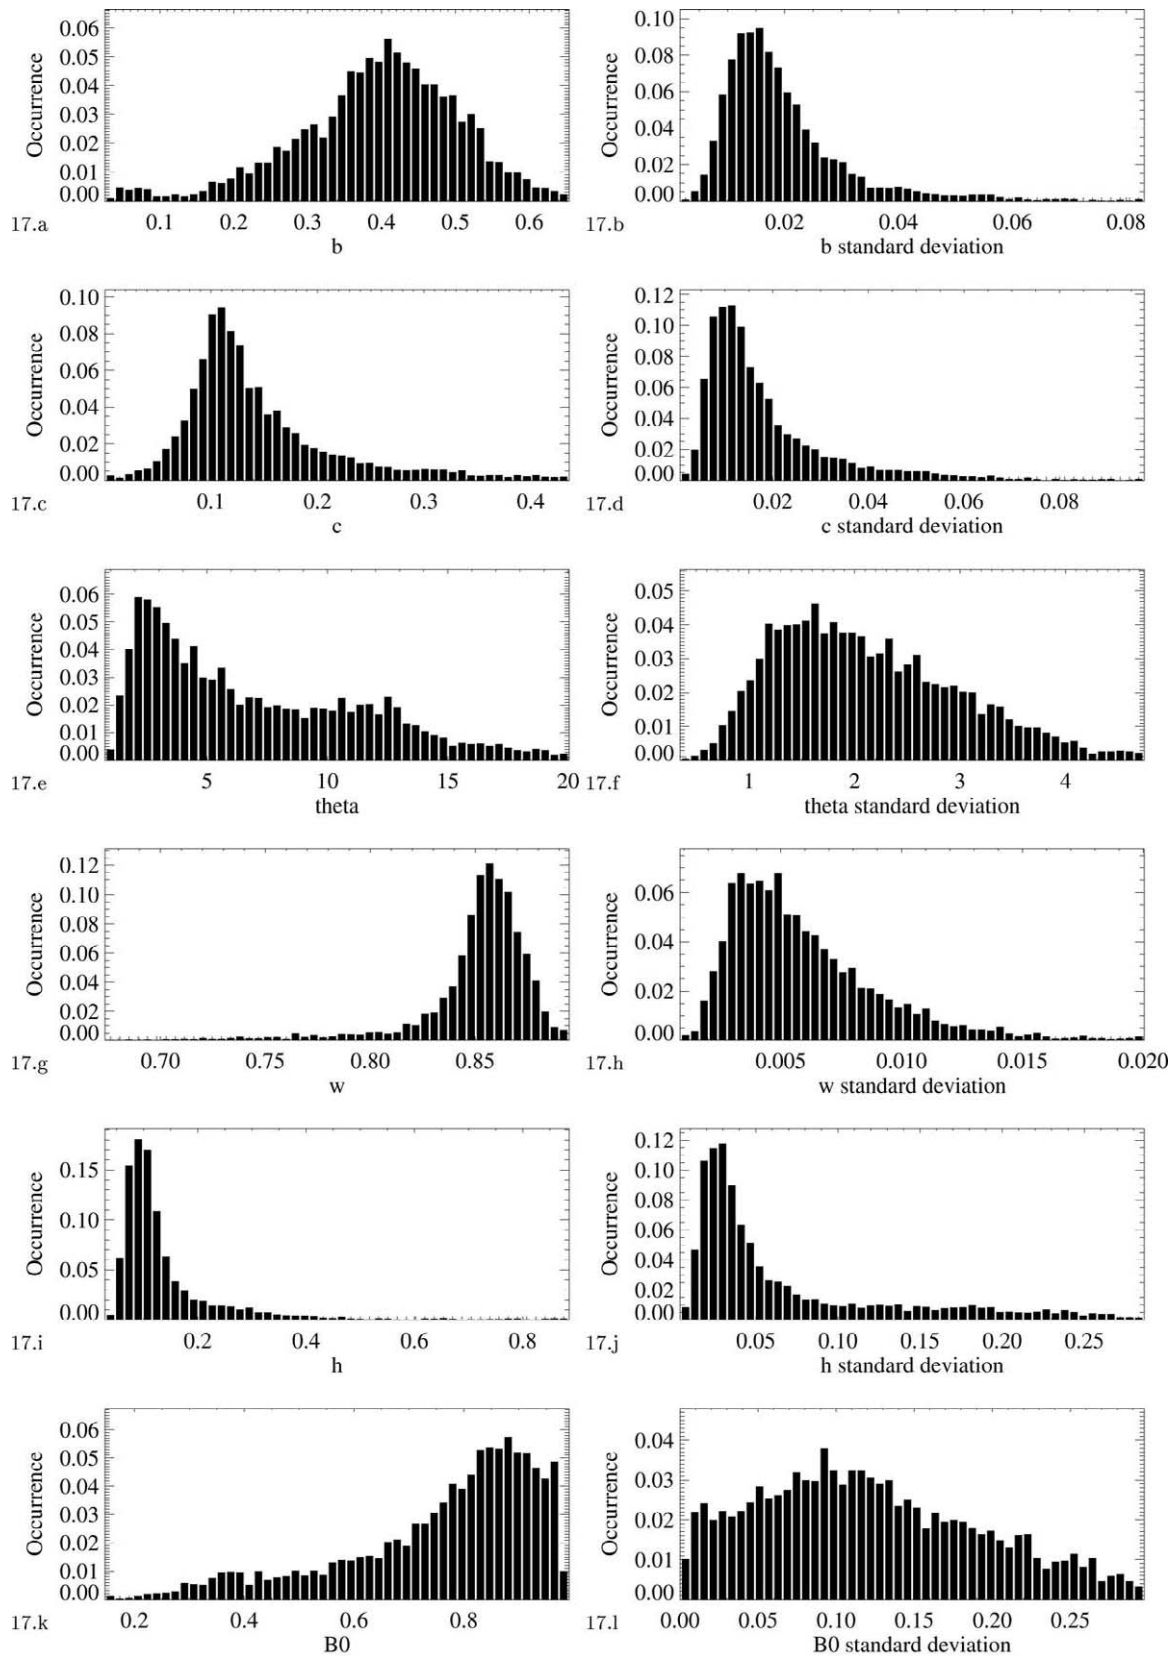 0.06
0.05
0.04
0.03
0.02
0.01
0.00
Occurrence
0.1 0.2 0.3 0.4 0.5 0.6
17.a
b
0.10
0.08
0.06
0.04
0.02
0.00
Occurrence
0.02 0.04 0.06 0.08
17.b
b standard deviation
0.10
0.08
0.06
0.04
0.02
0.00
Occurrence
0.1 0.2 0.3 0.4
17.c
c
0.12
0.10
0.08
0.06
0.04
0.02
0.00
Occurrence
0.02 0.04 0.06 0.08
17.d
c standard deviation
0.06
0.05
0.04
0.03
0.02
0.01
0.00
Occurrence
5 10 15 20
17.e
theta
0.05
0.04
0.03
0.02
0.01
0.00
Occurrence
1 2 3 4
17.f
theta standard deviation
0.12
0.10
0.08
0.06
0.04
0.02
0.00
Occurrence
0.70 0.75 0.80 0.85
17.g
w
0.06
0.04
0.02
0.00
Occurrence
0.005 0.010 0.015 0.020
17.h
w standard deviation
0.15
0.10
0.05
0.00
Occurrence
0.2 0.4 0.6 0.8
17.i
h
0.12
0.10
0.08
0.06
0.04
0.02
0.00
Occurrence
0.05 0.10 0.15 0.20 0.25
17.j
h standard deviation
0.06
0.05
0.04
0.03
0.02
0.01
0.00
Occurrence
0.2 0.4 0.6 0.8
17.k
B0
0.04
0.03
0.02
0.01
0.00
Occurrence
0.00 0.05 0.10 0.15 0.20 0.25
17.l
B0 standard deviation